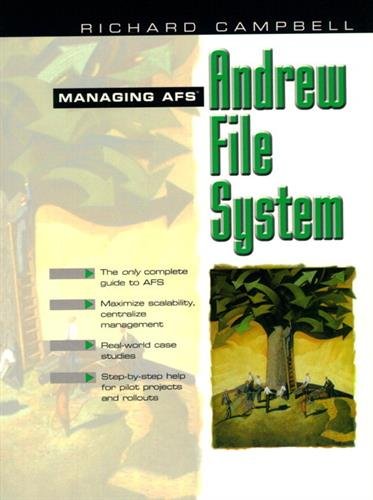 RICHARD CAMPBELL
MANAGING AFS
Andrew
File
System
The only complete
guide to AFS
Maximize scalability,
centralize
management
Real-world case
studies
Step-by-step help
for pilot projects
and rollouts